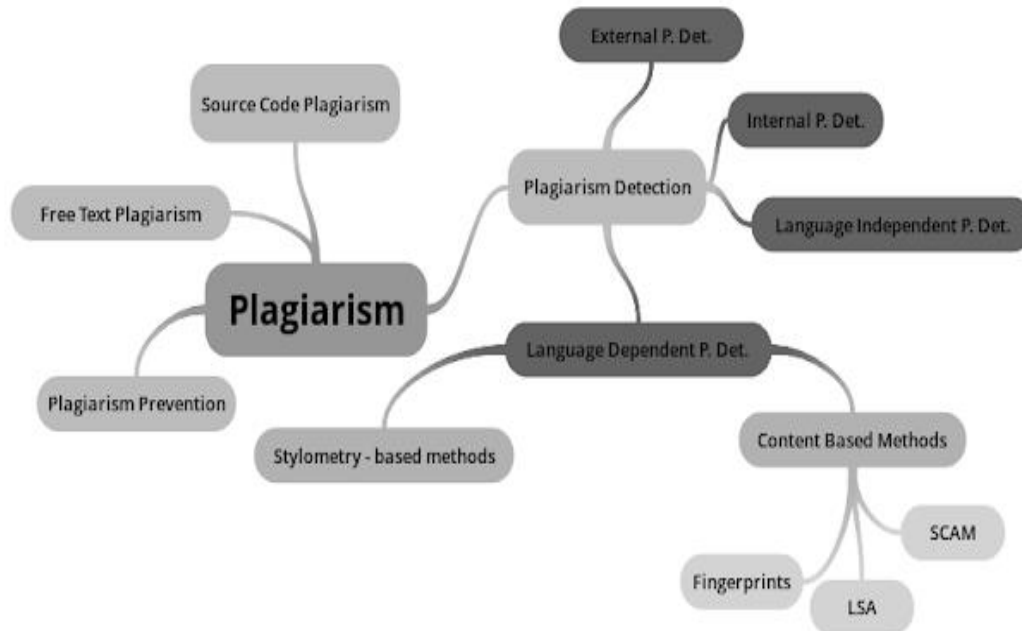 External P. Det.
Source Code Plagiarism
Internal P. Det.
Plagiarism Detection
Free Text Plagiarism
Language Independent P. Det.
Plagiarism
Language Dependent P. Det.
Plagiarism Prevention
Stylometry - based methods
Content Based Methods
SCAM
Fingerprints
LSA